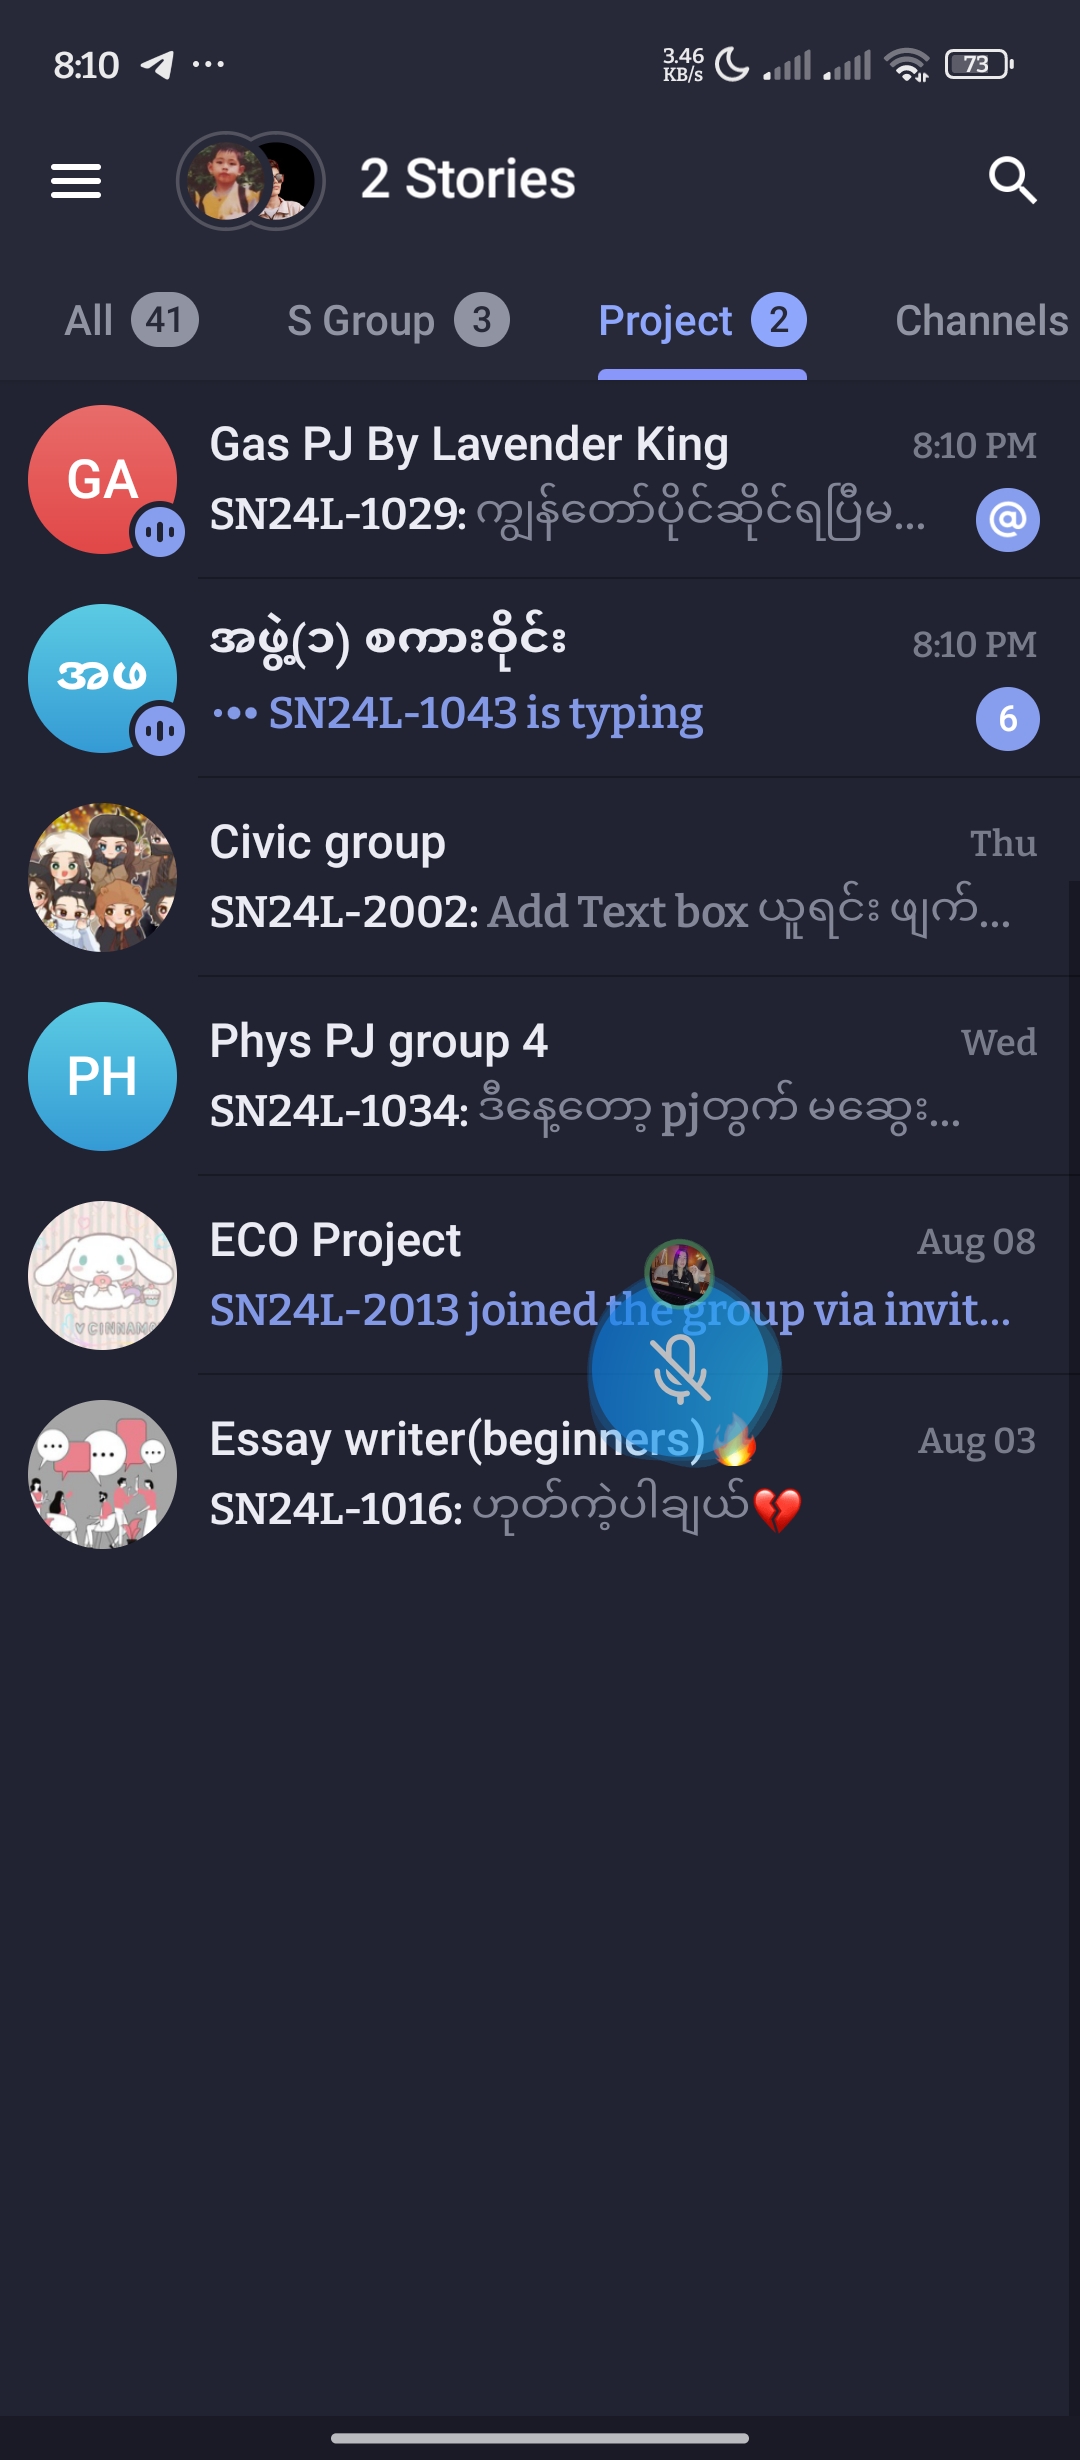 8:10 ...
3.46 KB/s 73
2 Stories
All 41 S Group 3 Project 2 Channels
GA
Gas PJ By Lavender King 8:10 PM
SN24L-1029: ကျွန်တော်ပိုင်ဆိုင်ရပြီမ... @
အဖ
အဖွဲ့(၁) စကားဝိုင်း 8:10 PM
SN24L-1043 is typing 6
Civic group Thu
SN24L-2002: Add Text box ယူရင်း ဖျက်...
PH
Phys PJ group 4 Wed
SN24L-1034: ဒီနေ့တော့ pjတွက် မဆွေး...
ECO Project Aug 08
SN24L-2013 joined the group via invit...
Essay writer(beginners)🔥 Aug 03
SN24L-1016: ဟုတ်ကဲ့ပါချယ်💔